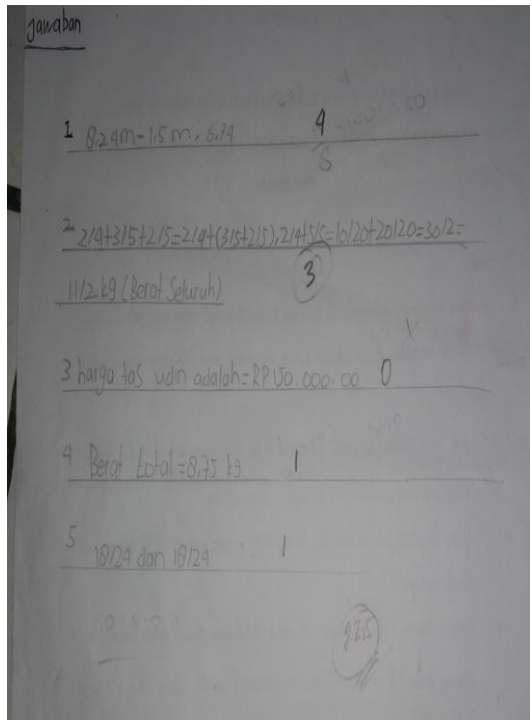 Jawaban
1 8,24m-1,5m, 6,74 4
8
2 2/4+3/5+2/5=2/4+(3/5+2/5), 2/4+5/5=10/20+20/20=30/2=
1 1/2 kg (Berat Seluruh) 3
3 harga tas udin adalah=RP 150.000,00 0
4 Berat total=8,75 kg. 1
5 18/24 dan 18/24 1